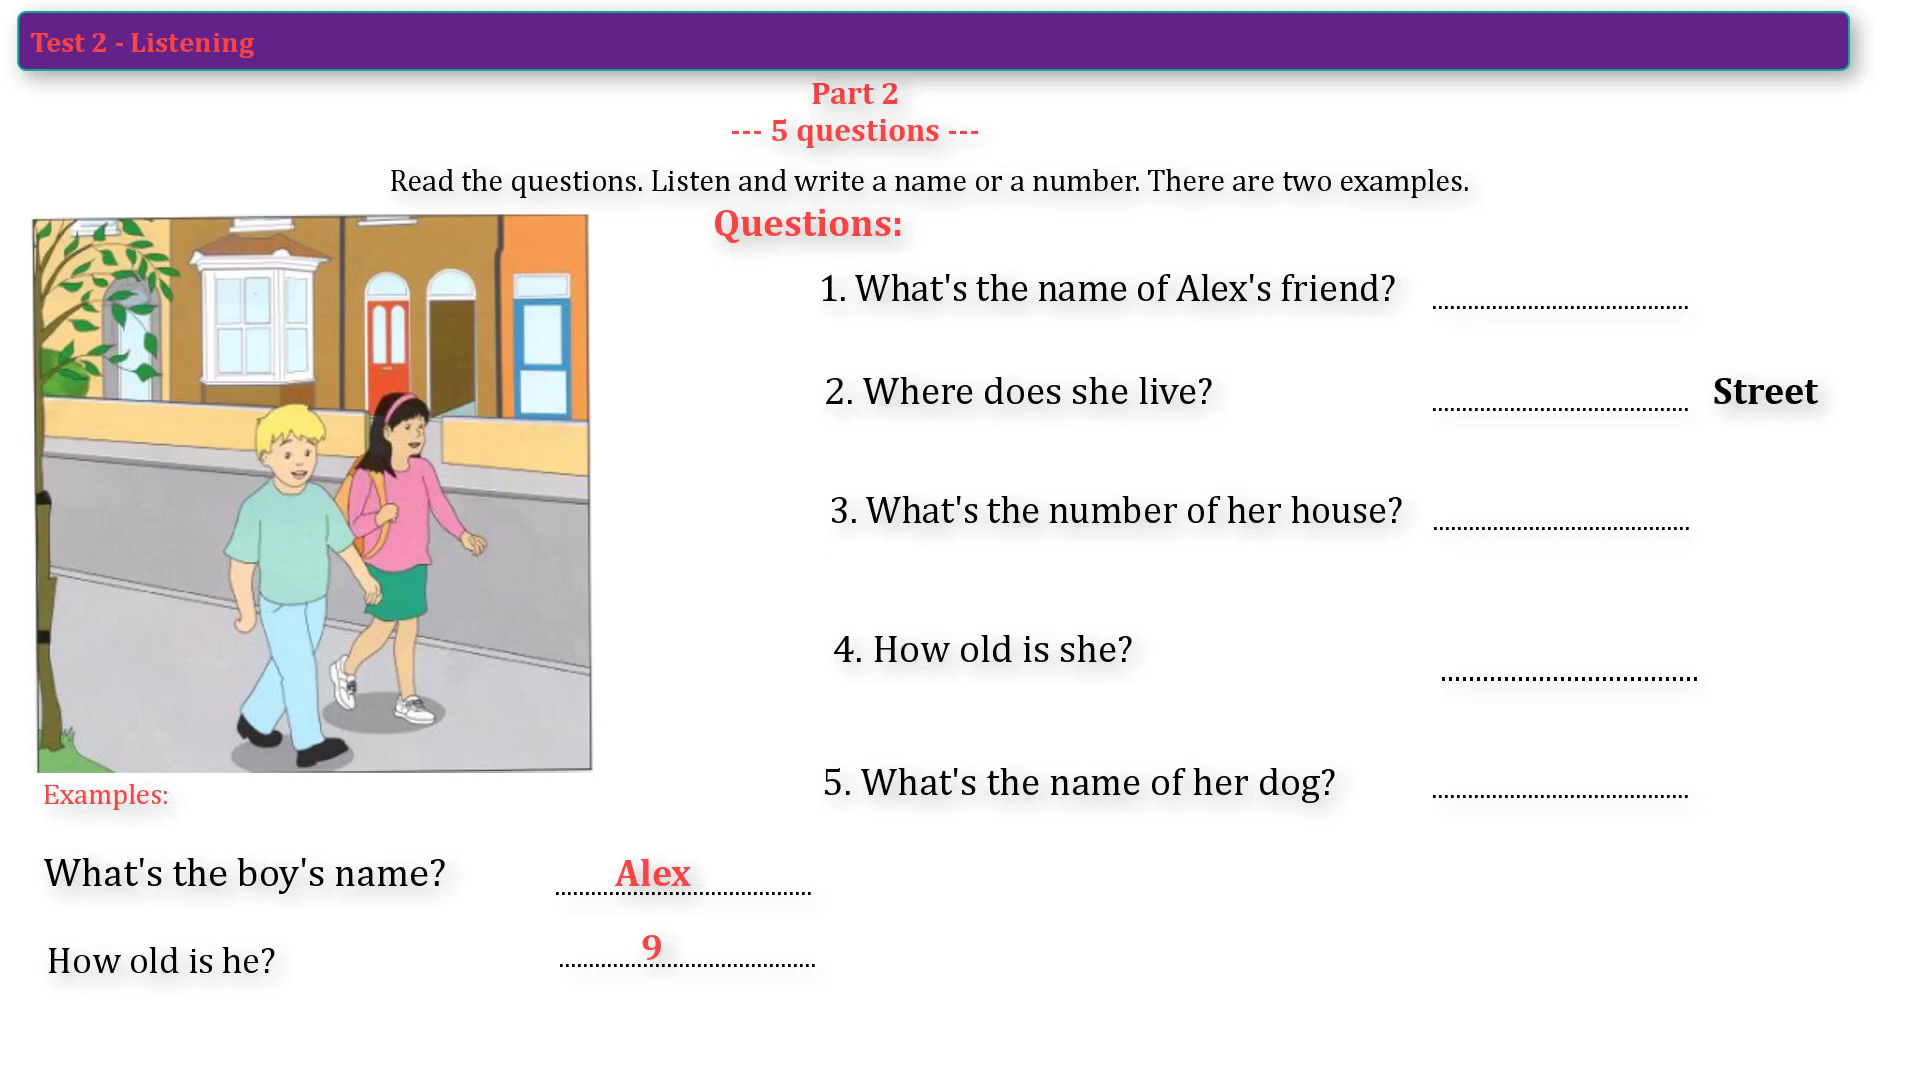 Test 2 - Listening
Part 2
--- 5 questions ---
Read the questions. Listen and write a name or a number. There are two examples.
Questions:
1. What's the name of Alex's friend? ............................................
2. Where does she live? ............................................ Street
3. What's the number of her house? ............................................
4. How old is she? ............................................
5. What's the name of her dog? ............................................
Examples:
What's the boy's name? ............Alex............
How old is he? ............9............